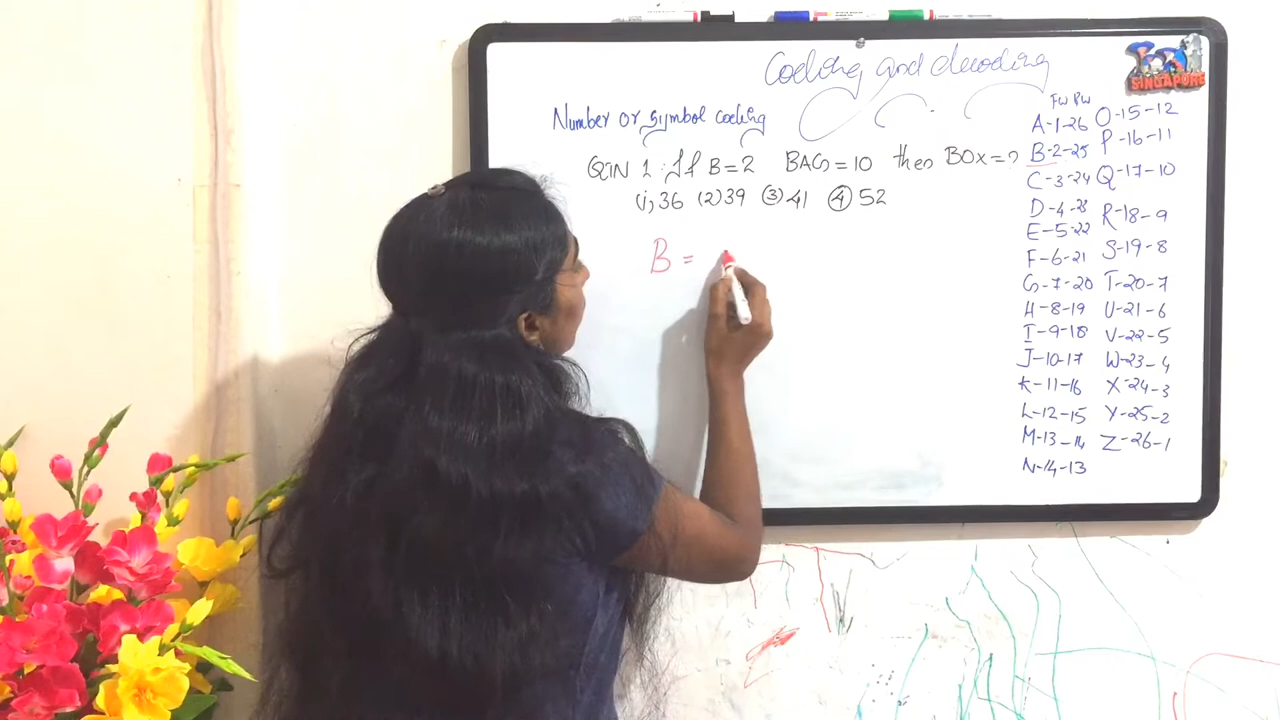 Coding and decoding
SINGAPORE
Number or symbol coding
QTN 1: If B=2 BAG=10 then BOX=?
(1) 36 (2) 39 (3) 41 (4) 52
B =
FW BW
A-1-26
B-2-25
C-3-24
D-4-23
E-5-22
F-6-21
G-7-20
H-8-19
I-9-18
J-10-17
K-11-16
L-12-15
M-13-14
N-14-13
O-15-12
P-16-11
Q-17-10
R-18-9
S-19-8
T-20-7
U-21-6
V-22-5
W-23-4
X-24-3
Y-25-2
Z-26-1